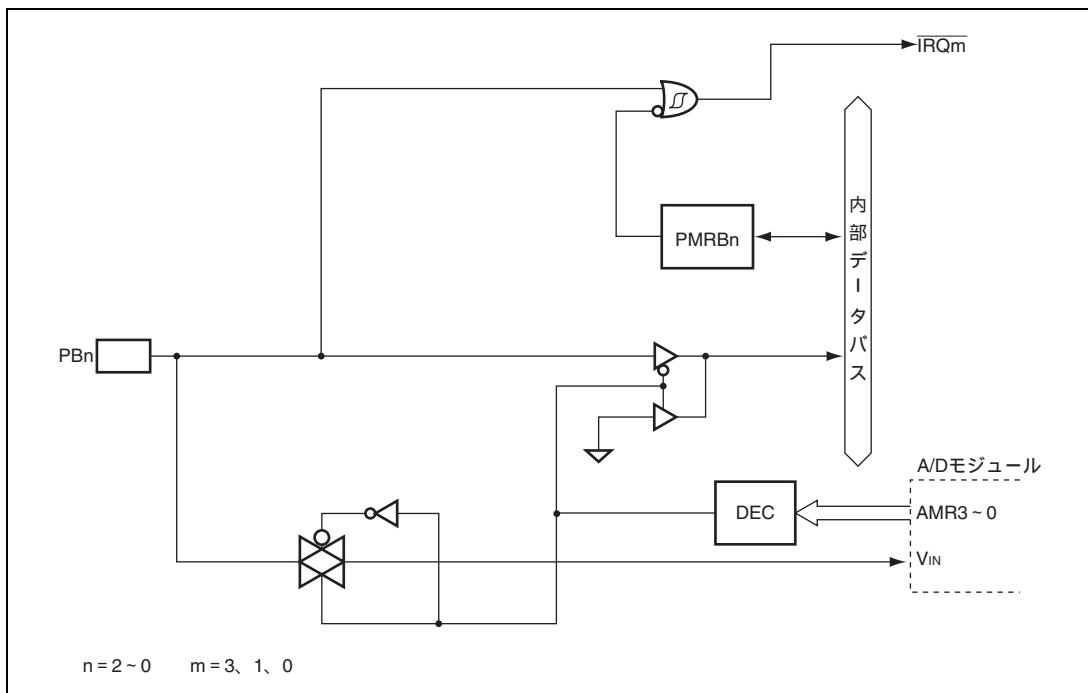 IRQm
PMRBn
内部データバス
PBn
A/Dモジュール
DEC
AMR3~0
VIN
n = 2~0 m = 3、1、0